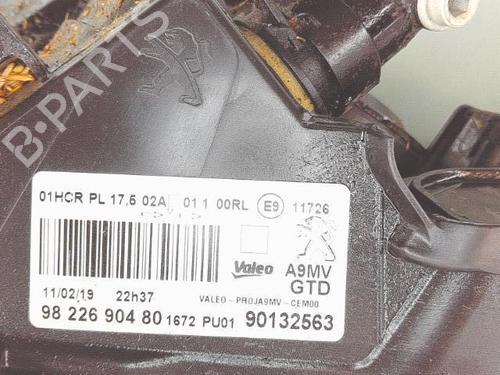 B-PARTS
01HCR PL 17,5 02A 01 1 00RL E9 11726
Valeo A9MV
GTD
11/02/19 22h37 VALEO-PROJA9MV-CEM00
98 226 904 80 1672 PU01 90132563